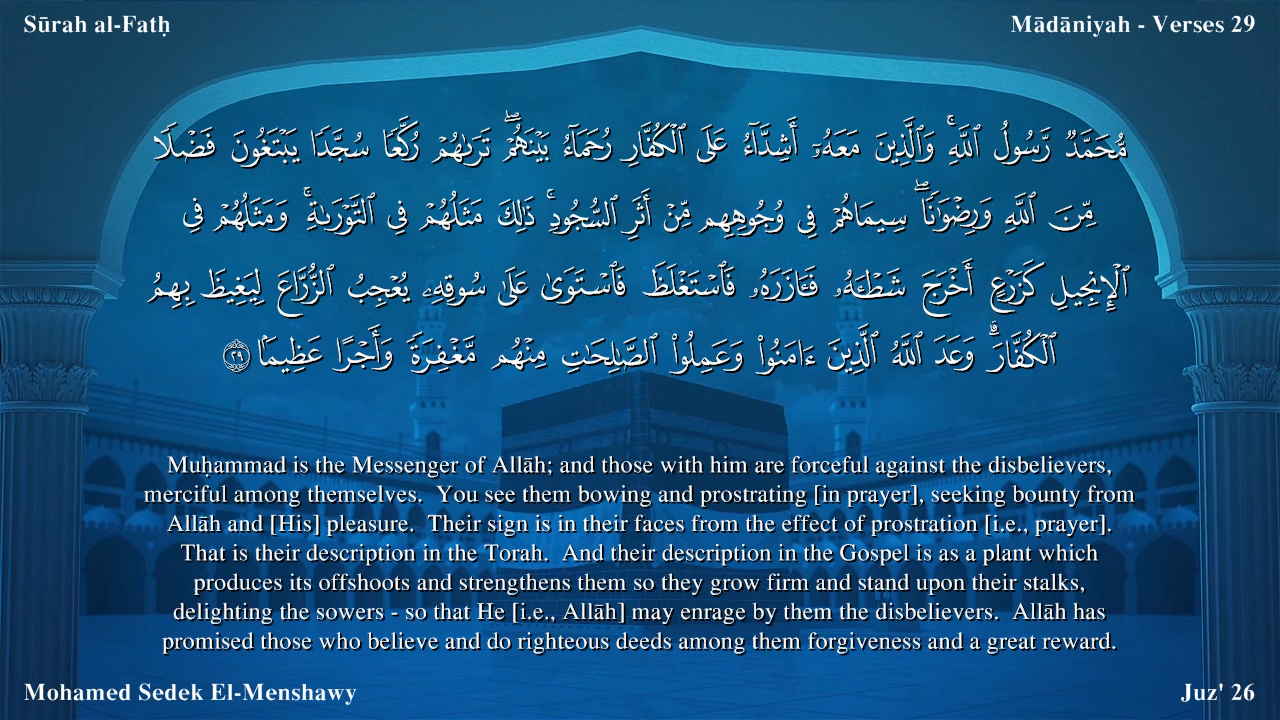 Sūrah al-Fatḥ
Mādāniyah - Verses 29
مُّحَمَّدٌ رَّسُولُ ٱللَّهِ ۚ وَٱلَّذِينَ مَعَهُۥٓ أَشِدَّآءُ عَلَى ٱلْكُفَّارِ رُحَمَآءُ بَيْنَهُمْ ۖ تَرَىٰهُمْ رُكَّعًا سُجَّدًا يَبْتَغُونَ فَضْلًا
مِّنَ ٱللَّهِ وَرِضْوَٰنًا ۖ سِيمَاهُمْ فِى وُجُوهِهِم مِّنْ أَثَرِ ٱلسُّجُودِ ۚ ذَٰلِكَ مَثَلُهُمْ فِى ٱلتَّوْرَىٰةِ ۚ وَمَثَلُهُمْ فِى
ٱلْإِنجِيلِ كَزَرْعٍ أَخْرَجَ شَطْـَٔهُۥ فَـَٔازَرَهُۥ فَٱسْتَغْلَظَ فَٱسْتَوَىٰ عَلَىٰ سُوقِهِۦ يُعْجِبُ ٱلزُّرَّاعَ لِيَغِيظَ بِهِمُ
ٱلْكُفَّارَ ۗ وَعَدَ ٱللَّهُ ٱلَّذِينَ ءَامَنُوا۟ وَعَمِلُوا۟ ٱلصَّـٰلِحَـٰتِ مِنْهُم مَّغْفِرَةً وَأَجْرًا عَظِيمًۢا ٢٩
Muḥammad is the Messenger of Allāh; and those with him are forceful against the disbelievers,
merciful among themselves.  You see them bowing and prostrating [in prayer], seeking bounty from
Allāh and [His] pleasure.  Their sign is in their faces from the effect of prostration [i.e., prayer].
That is their description in the Torah.  And their description in the Gospel is as a plant which
produces its offshoots and strengthens them so they grow firm and stand upon their stalks,
delighting the sowers - so that He [i.e., Allāh] may enrage by them the disbelievers.  Allāh has
promised those who believe and do righteous deeds among them forgiveness and a great reward.
Mohamed Sedek El-Menshawy
Juz' 26